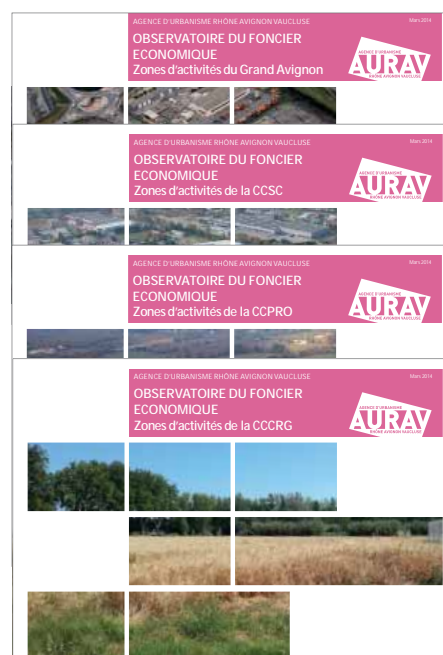 AGENCE D'URBANISME RHÔNE AVIGNON VAUCLUSE
Mars 2014
OBSERVATOIRE DU FONCIER
ECONOMIQUE
Zones d'activités du Grand Avignon
AGENCE D'URBANISME
AURAV
RHÔNE AVIGNON VAUCLUSE
AGENCE D'URBANISME RHÔNE AVIGNON VAUCLUSE
Mars 2014
OBSERVATOIRE DU FONCIER
ECONOMIQUE
Zones d'activités de la CCSC
AGENCE D'URBANISME
AURAV
RHÔNE AVIGNON VAUCLUSE
AGENCE D'URBANISME RHÔNE AVIGNON VAUCLUSE
Mars 2014
OBSERVATOIRE DU FONCIER
ECONOMIQUE
Zones d'activités de la CCPRO
AGENCE D'URBANISME
AURAV
RHÔNE AVIGNON VAUCLUSE
AGENCE D'URBANISME RHÔNE AVIGNON VAUCLUSE
Mars 2014
OBSERVATOIRE DU FONCIER
ECONOMIQUE
Zones d'activités de la CCCRG
AGENCE D'URBANISME
AURAV
RHÔNE AVIGNON VAUCLUSE